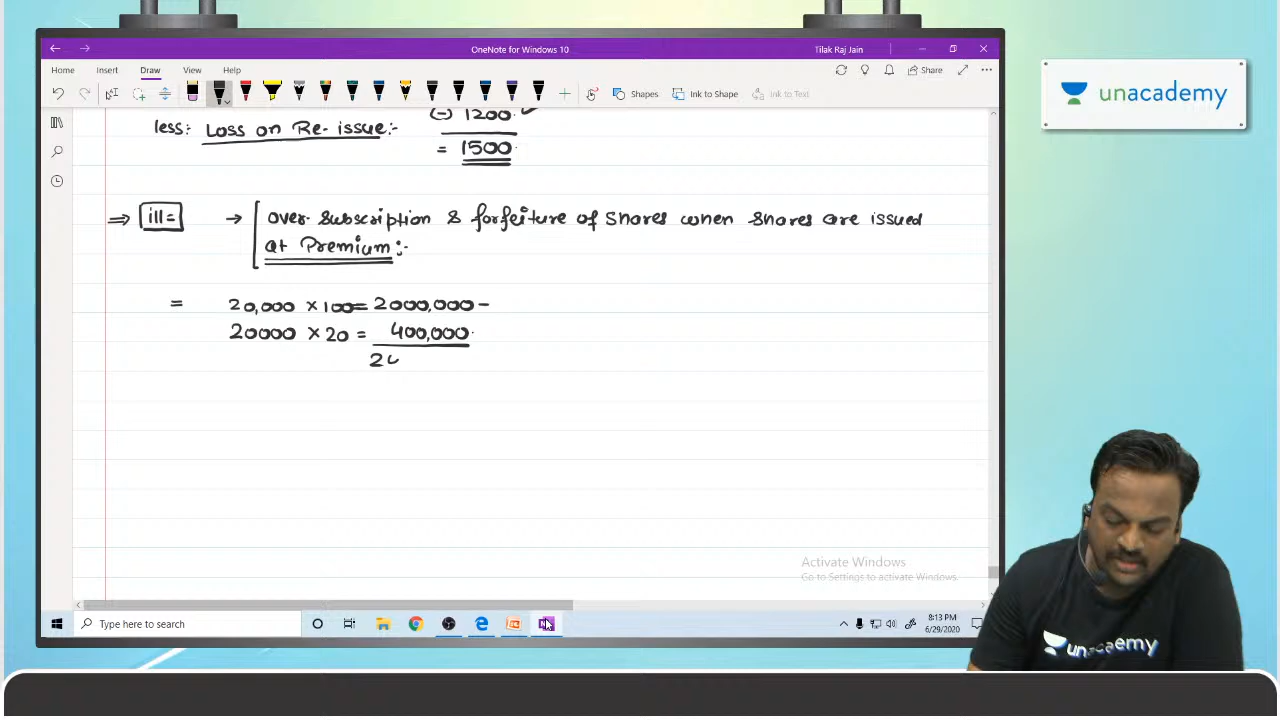 OneNote for Windows 10
Tilak Raj Jain
Home Insert Draw View Help
Share
Shapes Ink to Shape Ink to Text
unacademy
(-) 1200
less: Loss on Re-issue:-
= 1500
⇒ ill= → Over subscription & forfeiture of shares when shares are issued
at Premium:-
= 20,000 × 100= 2000,000 -
20000 × 20 = 400,000
24
Activate Windows
Go to Settings to activate Windows.
Type here to search
8:13 PM
6/29/2020
unacademy